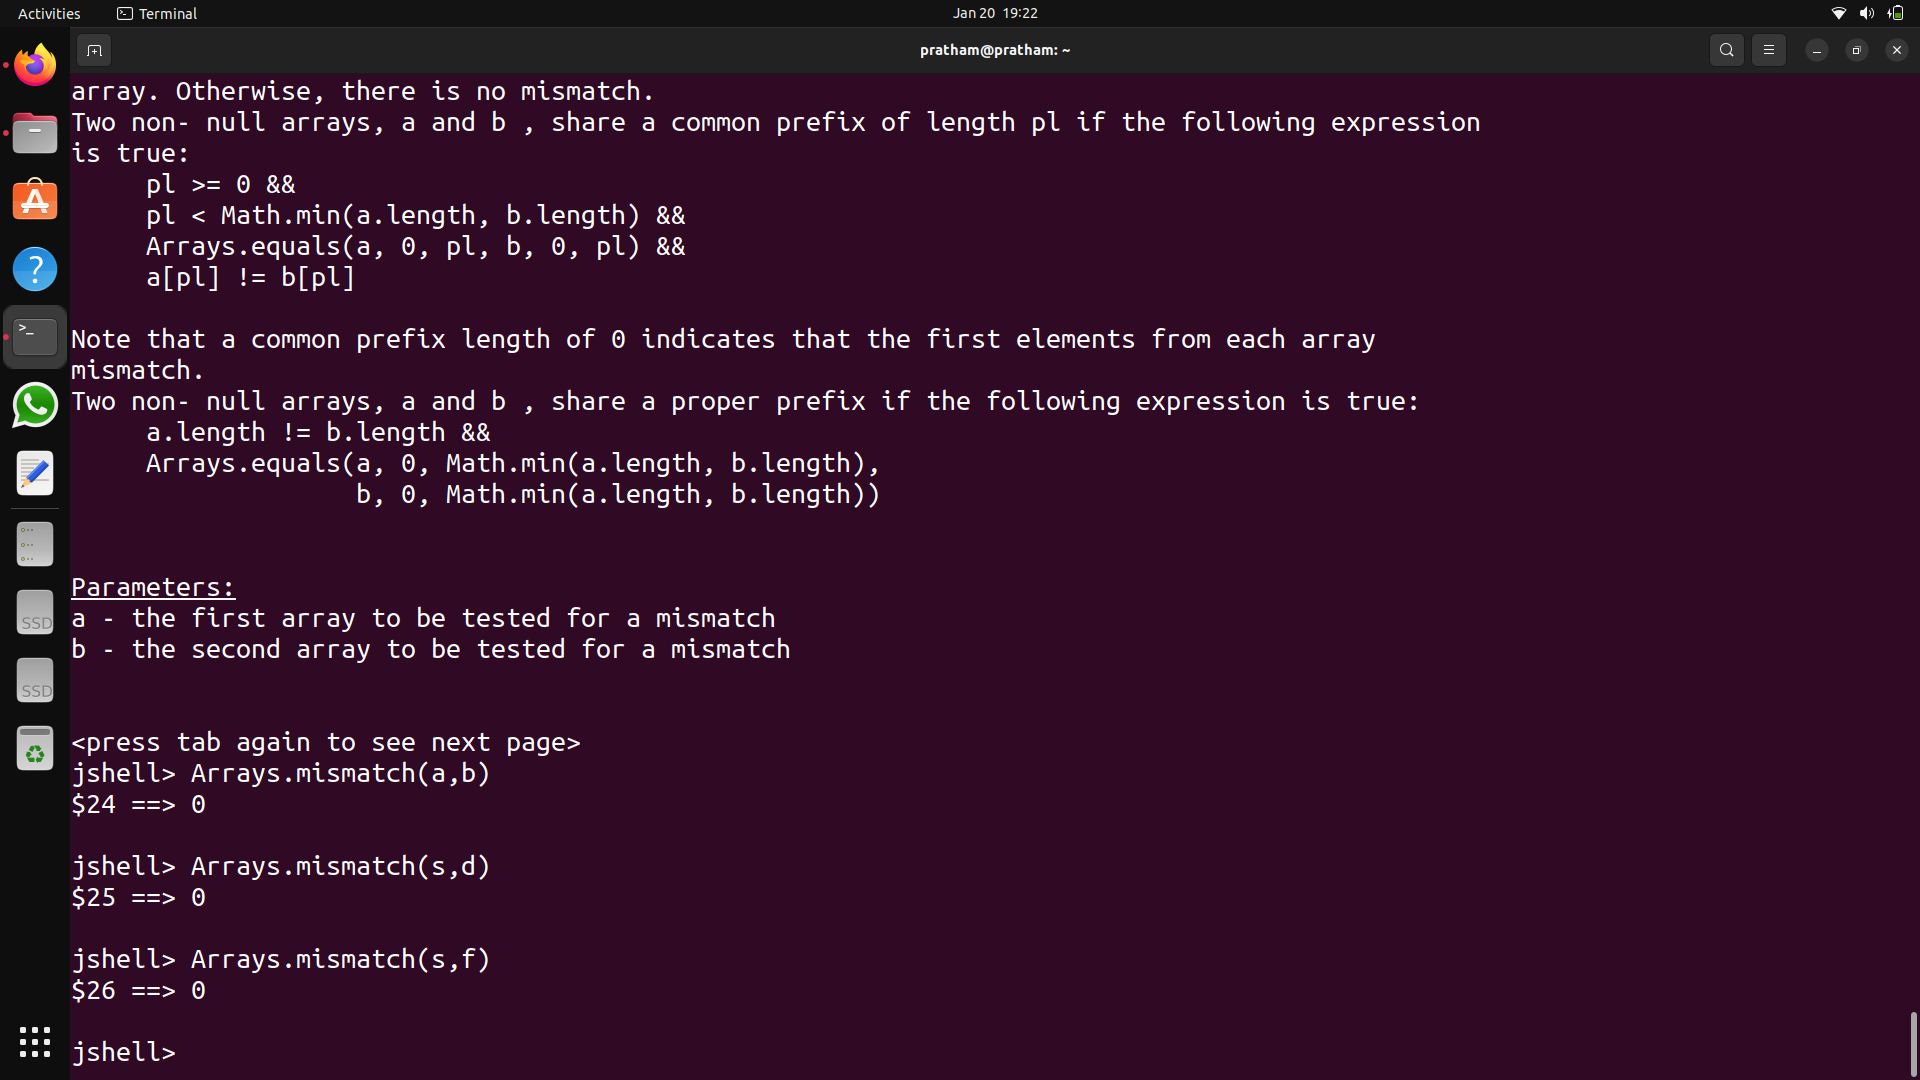 Activities
Terminal
Jan 20 19:22
pratham@pratham: ~
array. Otherwise, there is no mismatch.
Two non- null arrays, a and b , share a common prefix of length pl if the following expression
is true:
     pl >= 0 &&
     pl < Math.min(a.length, b.length) &&
     Arrays.equals(a, 0, pl, b, 0, pl) &&
     a[pl] != b[pl]
Note that a common prefix length of 0 indicates that the first elements from each array
mismatch.
Two non- null arrays, a and b , share a proper prefix if the following expression is true:
     a.length != b.length &&
     Arrays.equals(a, 0, Math.min(a.length, b.length),
                   b, 0, Math.min(a.length, b.length))
Parameters:
a - the first array to be tested for a mismatch
b - the second array to be tested for a mismatch
<press tab again to see next page>
jshell> Arrays.mismatch(a,b)
$24 ==> 0
jshell> Arrays.mismatch(s,d)
$25 ==> 0
jshell> Arrays.mismatch(s,f)
$26 ==> 0
jshell>
SSD
SSD